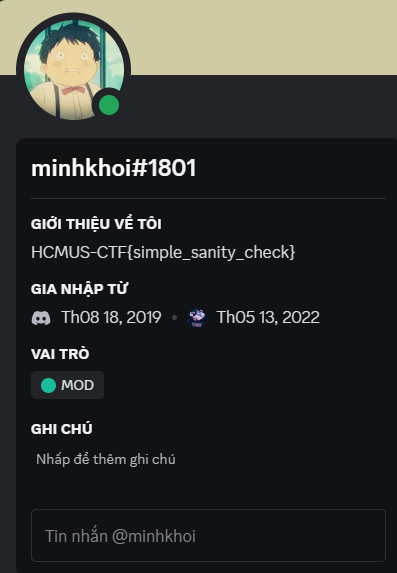 minhkhoi#1801
GIỚI THIỆU VỀ TÔI
HCMUS-CTF{simple_sanity_check}
GIA NHẬP TỪ
Th08 18, 2019 • Th05 13, 2022
VAI TRÒ
MOD
GHI CHÚ
Nhấp để thêm ghi chú
Tin nhắn @minhkhoi